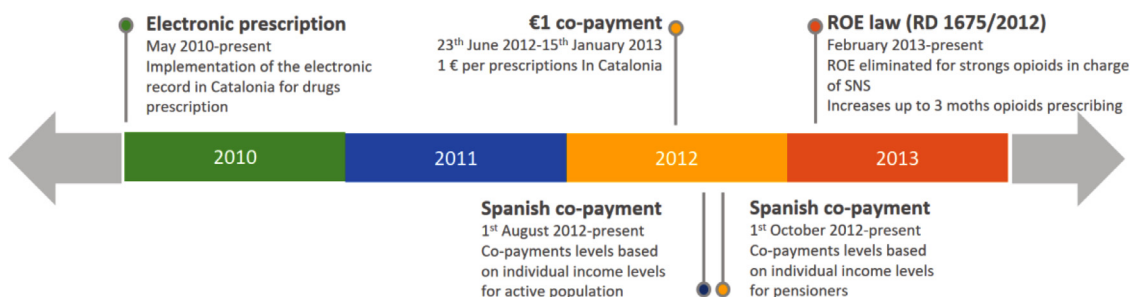 Electronic prescription
May 2010-present
Implementation of the electronic
record in Catalonia for drugs
prescription
€1 co-payment
23th June 2012-15th January 2013
1 € per prescriptions In Catalonia
ROE law (RD 1675/2012)
February 2013-present
ROE eliminated for strongs opioids in charge
of SNS
Increases up to 3 moths opioids prescribing
2010
2011
2012
2013
Spanish co-payment
1st August 2012-present
Co-payments levels based
on individual income levels
for active population
Spanish co-payment
1st October 2012-present
Co-payments levels based
on individual income levels
for pensioners